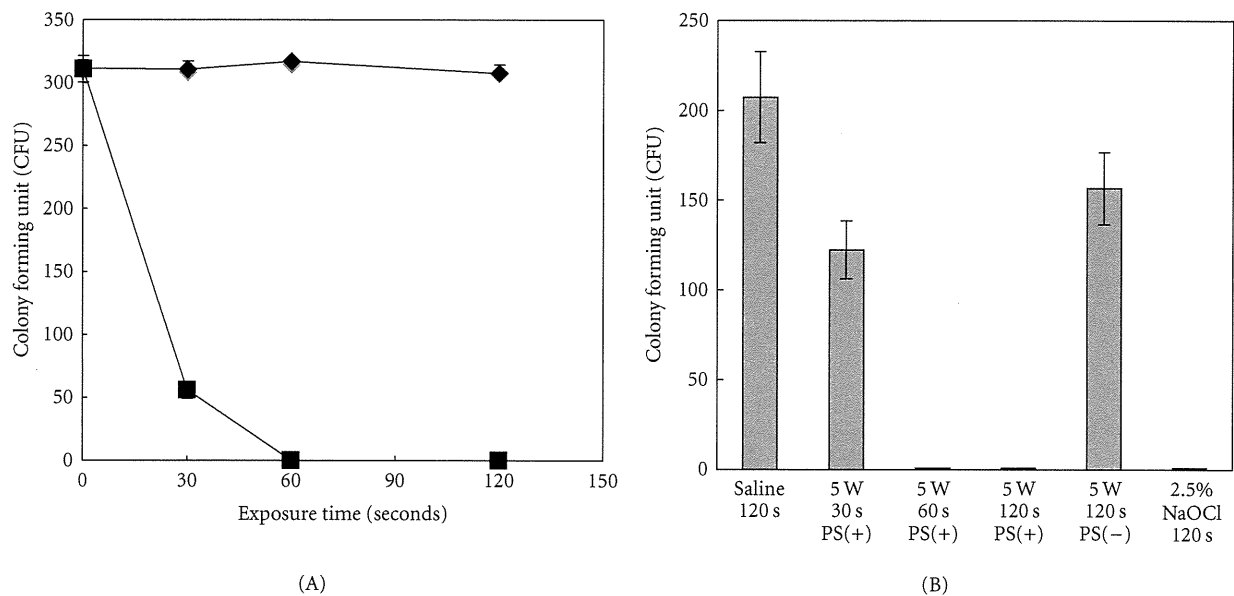 350
300
350
250
200
150
100
50
0
Colony forming unit (CFU)
0 30 60 90 120 150
Exposure time (seconds)
(A)
250
200
150
100
50
0
Colony forming unit (CFU)
Saline 5 W 5 W 5 W 5 W 2.5%
120 s 30 s 60 s 120 s 120 s NaOCl
PS(+) PS(+) PS(+) PS(−) 120 s
(B)